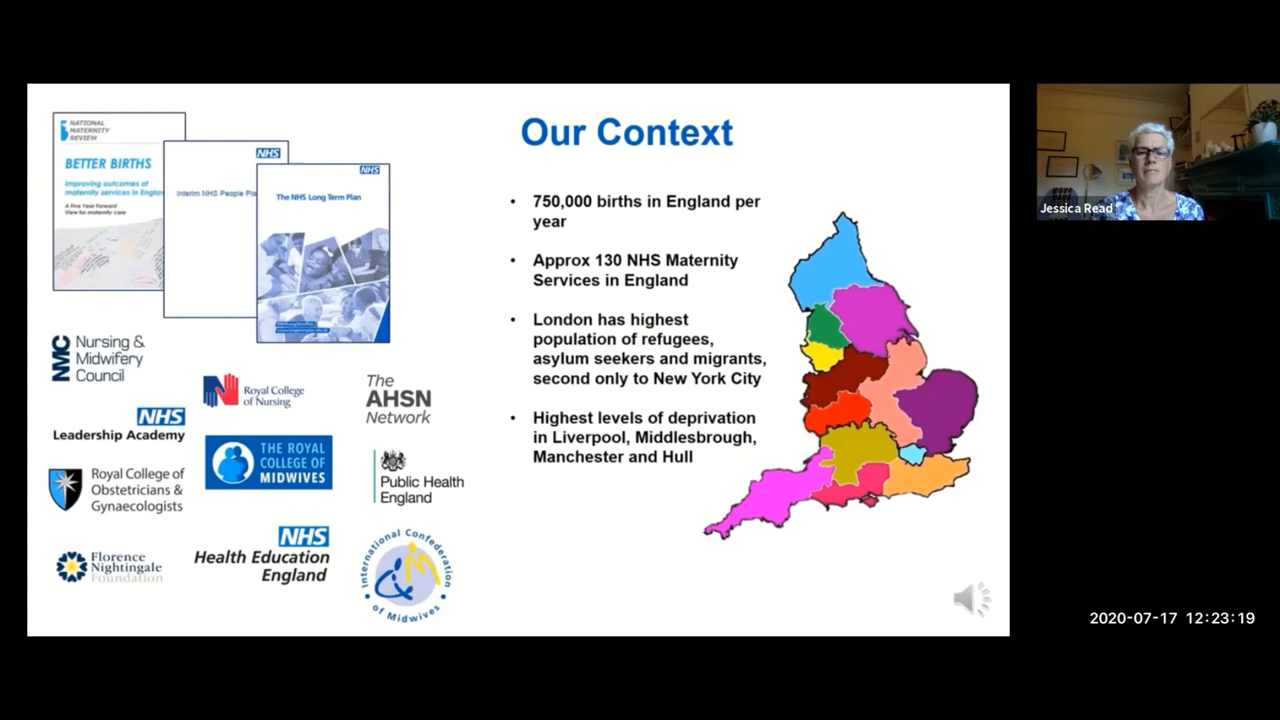 NATIONAL
MATERNITY
REVIEW
BETTER BIRTHS
Improving outcomes of
maternity services in England
A Five Year Forward
View for maternity care
NHS
Interim NHS People Pla
NHS
The NHS Long Term Plan
NMC
Nursing &
Midwifery
Council
Royal College
of Nursing
The
AHSN
Network
NHS
Leadership Academy
THE ROYAL
COLLEGE OF
MIDWIVES
Royal College of
Obstetricians &
Gynaecologists
Public Health
England
Florence
Nightingale
Foundation
NHS
Health Education
England
International Confederation
of Midwives
Our Context
• 750,000 births in England per
year
• Approx 130 NHS Maternity
Services in England
• London has highest
population of refugees,
asylum seekers and migrants,
second only to New York City
• Highest levels of deprivation
in Liverpool, Middlesbrough,
Manchester and Hull
Jessica Read
2020-07-17 12:23:19